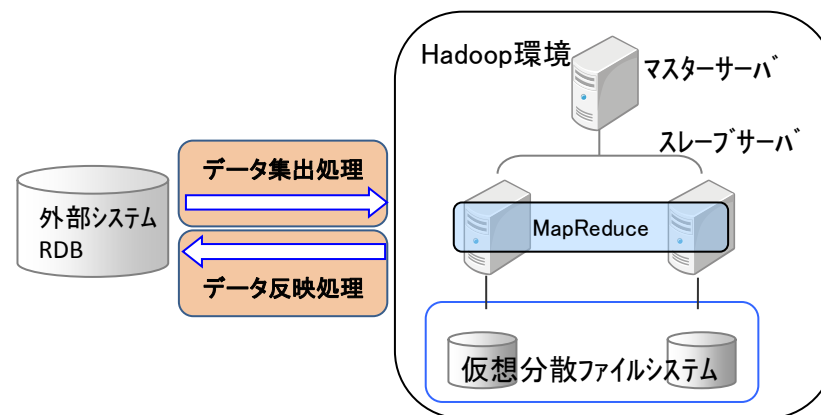 Hadoop環境
マスターサーバ
スレーブサーバ
データ集出処理
外部システム
RDB
MapReduce
データ反映処理
仮想分散ファイルシステム